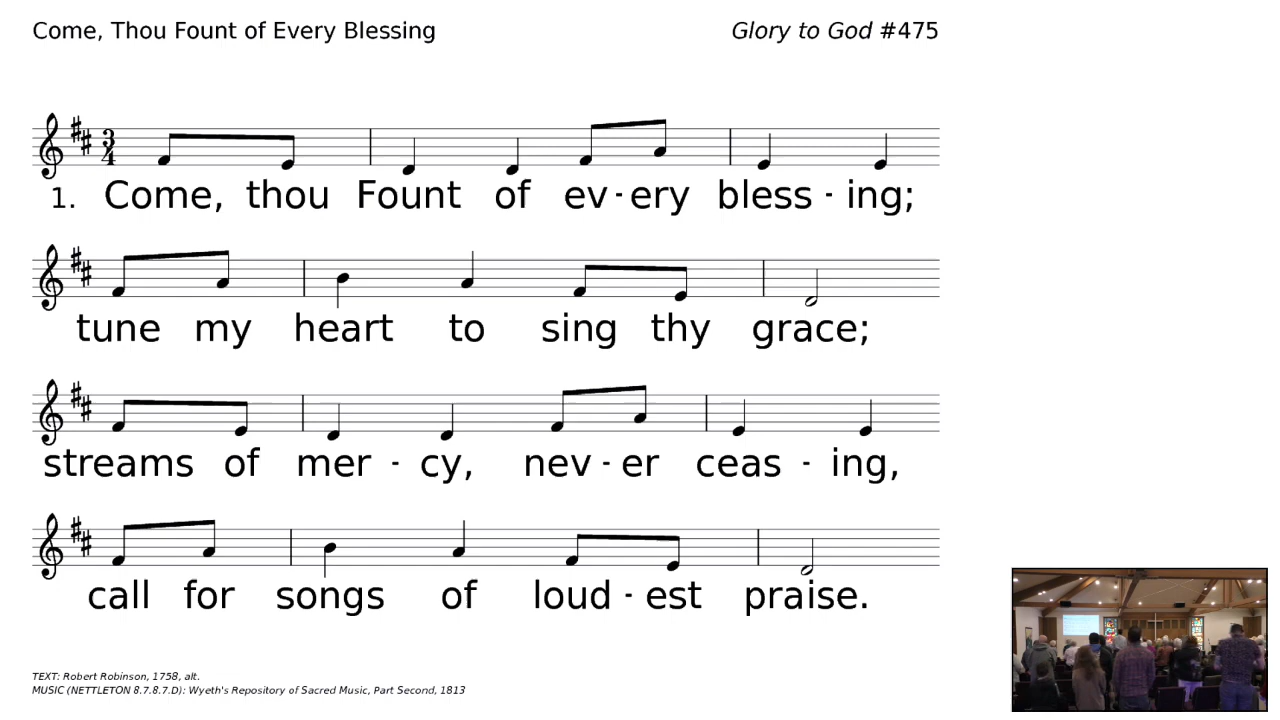 Come, Thou Fount of Every Blessing
Glory to God #475
3
4
1. Come, thou Fount of ev - ery bless - ing;
tune my heart to sing thy grace;
streams of mer - cy, nev - er ceas - ing,
call for songs of loud - est praise.
TEXT: Robert Robinson, 1758, alt.
MUSIC (NETTLETON 8.7.8.7.D): Wyeth's Repository of Sacred Music, Part Second, 1813